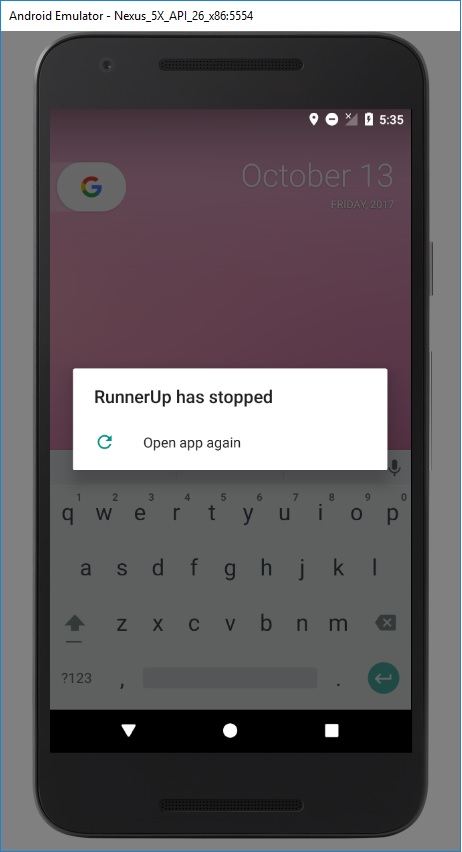 Android Emulator - Nexus_5X_API_26_x86:5554
5:35
G
October 13
FRIDAY, 2017
RunnerUp has stopped
Open app again
1 2 3 4 5 6 7 8 9 0
q w e r t y u i o p
a s d f g h j k l
z x c v b n m
?123 , .